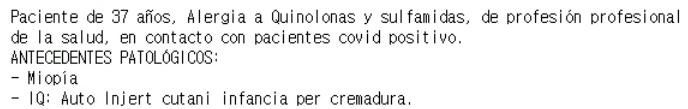 Paciente de 37 años, Alergia a Quinolonas y sulfamidas, de profesión profesional
de la salud, en contacto con pacientes covid positivo.
ANTECEDENTES PATOLÓGICOS:
- Miopía
- IQ: Auto Injert cutani infancia per cremadura.